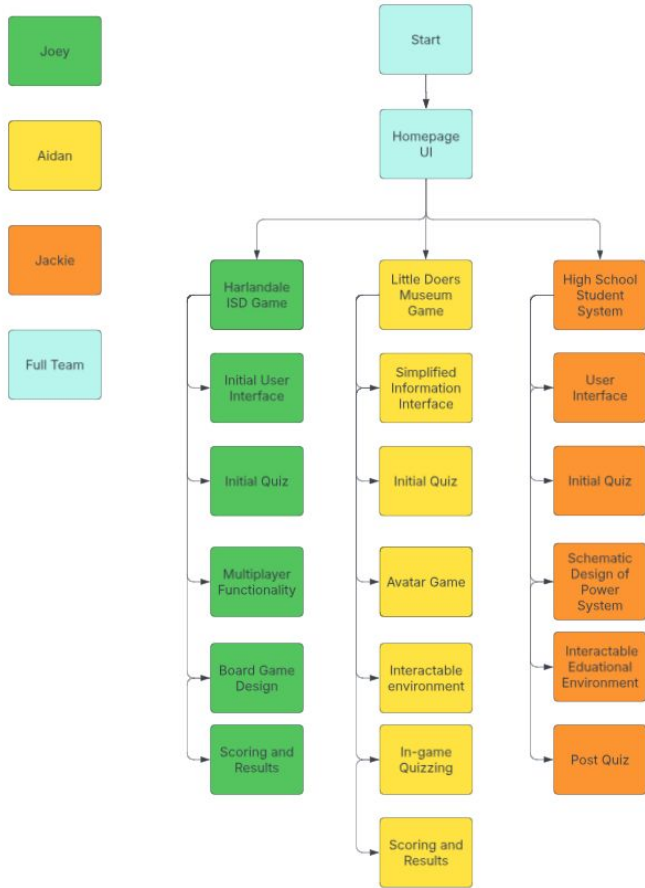 Joey
Aidan
Jackie
Full Team
Start
Homepage
UI
Harlandale
ISD Game
Initial User
Interface
Initial Quiz
Multiplayer
Functionality
Board Game
Design
Scoring and
Results
Little Doers
Museum
Game
Simplified
Information
Interface
Initial Quiz
Avatar Game
Interactable
environment
In-game
Quizzing
Scoring and
Results
High School
Student
System
User
Interface
Initial Quiz
Schematic
Design of
Power
System
Interactable
Eduational
Environment
Post Quiz